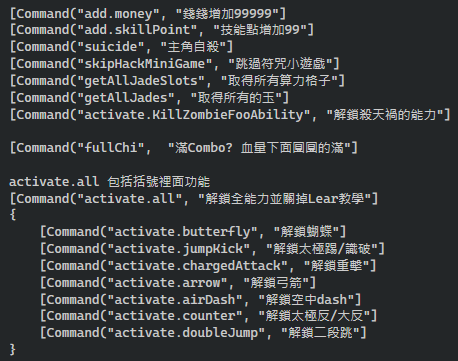 [Command("add.money", "錢錢增加99999"]
[Command("add.skillPoint", "技能點增加99"]
[Command("suicide", "主角自殺"]
[Command("skipHackMiniGame", "跳過符咒小遊戲"]
[Command("getAllJadeSlots", "取得所有算力格子"]
[Command("getAllJades", "取得所有的玉"]
[Command("activate.KillZombieFooAbility", "解鎖殺天禍的能力"]
[Command("fullChi",  "滿Combo? 血量下面圈圈的滿"]
activate.all 包括括號裡面功能
[Command("activate.all", "解鎖全能力並關掉Lear教學"]
{
    [Command("activate.butterfly", "解鎖蝴蝶"]
    [Command("activate.jumpKick", "解鎖太極踢/識破"]
    [Command("activate.chargedAttack", "解鎖重擊"]
    [Command("activate.arrow", "解鎖弓箭"]
    [Command("activate.airDash", "解鎖空中dash"]
    [Command("activate.counter", "解鎖太極反/大反"]
    [Command("activate.doubleJump", "解鎖二段跳"]
}